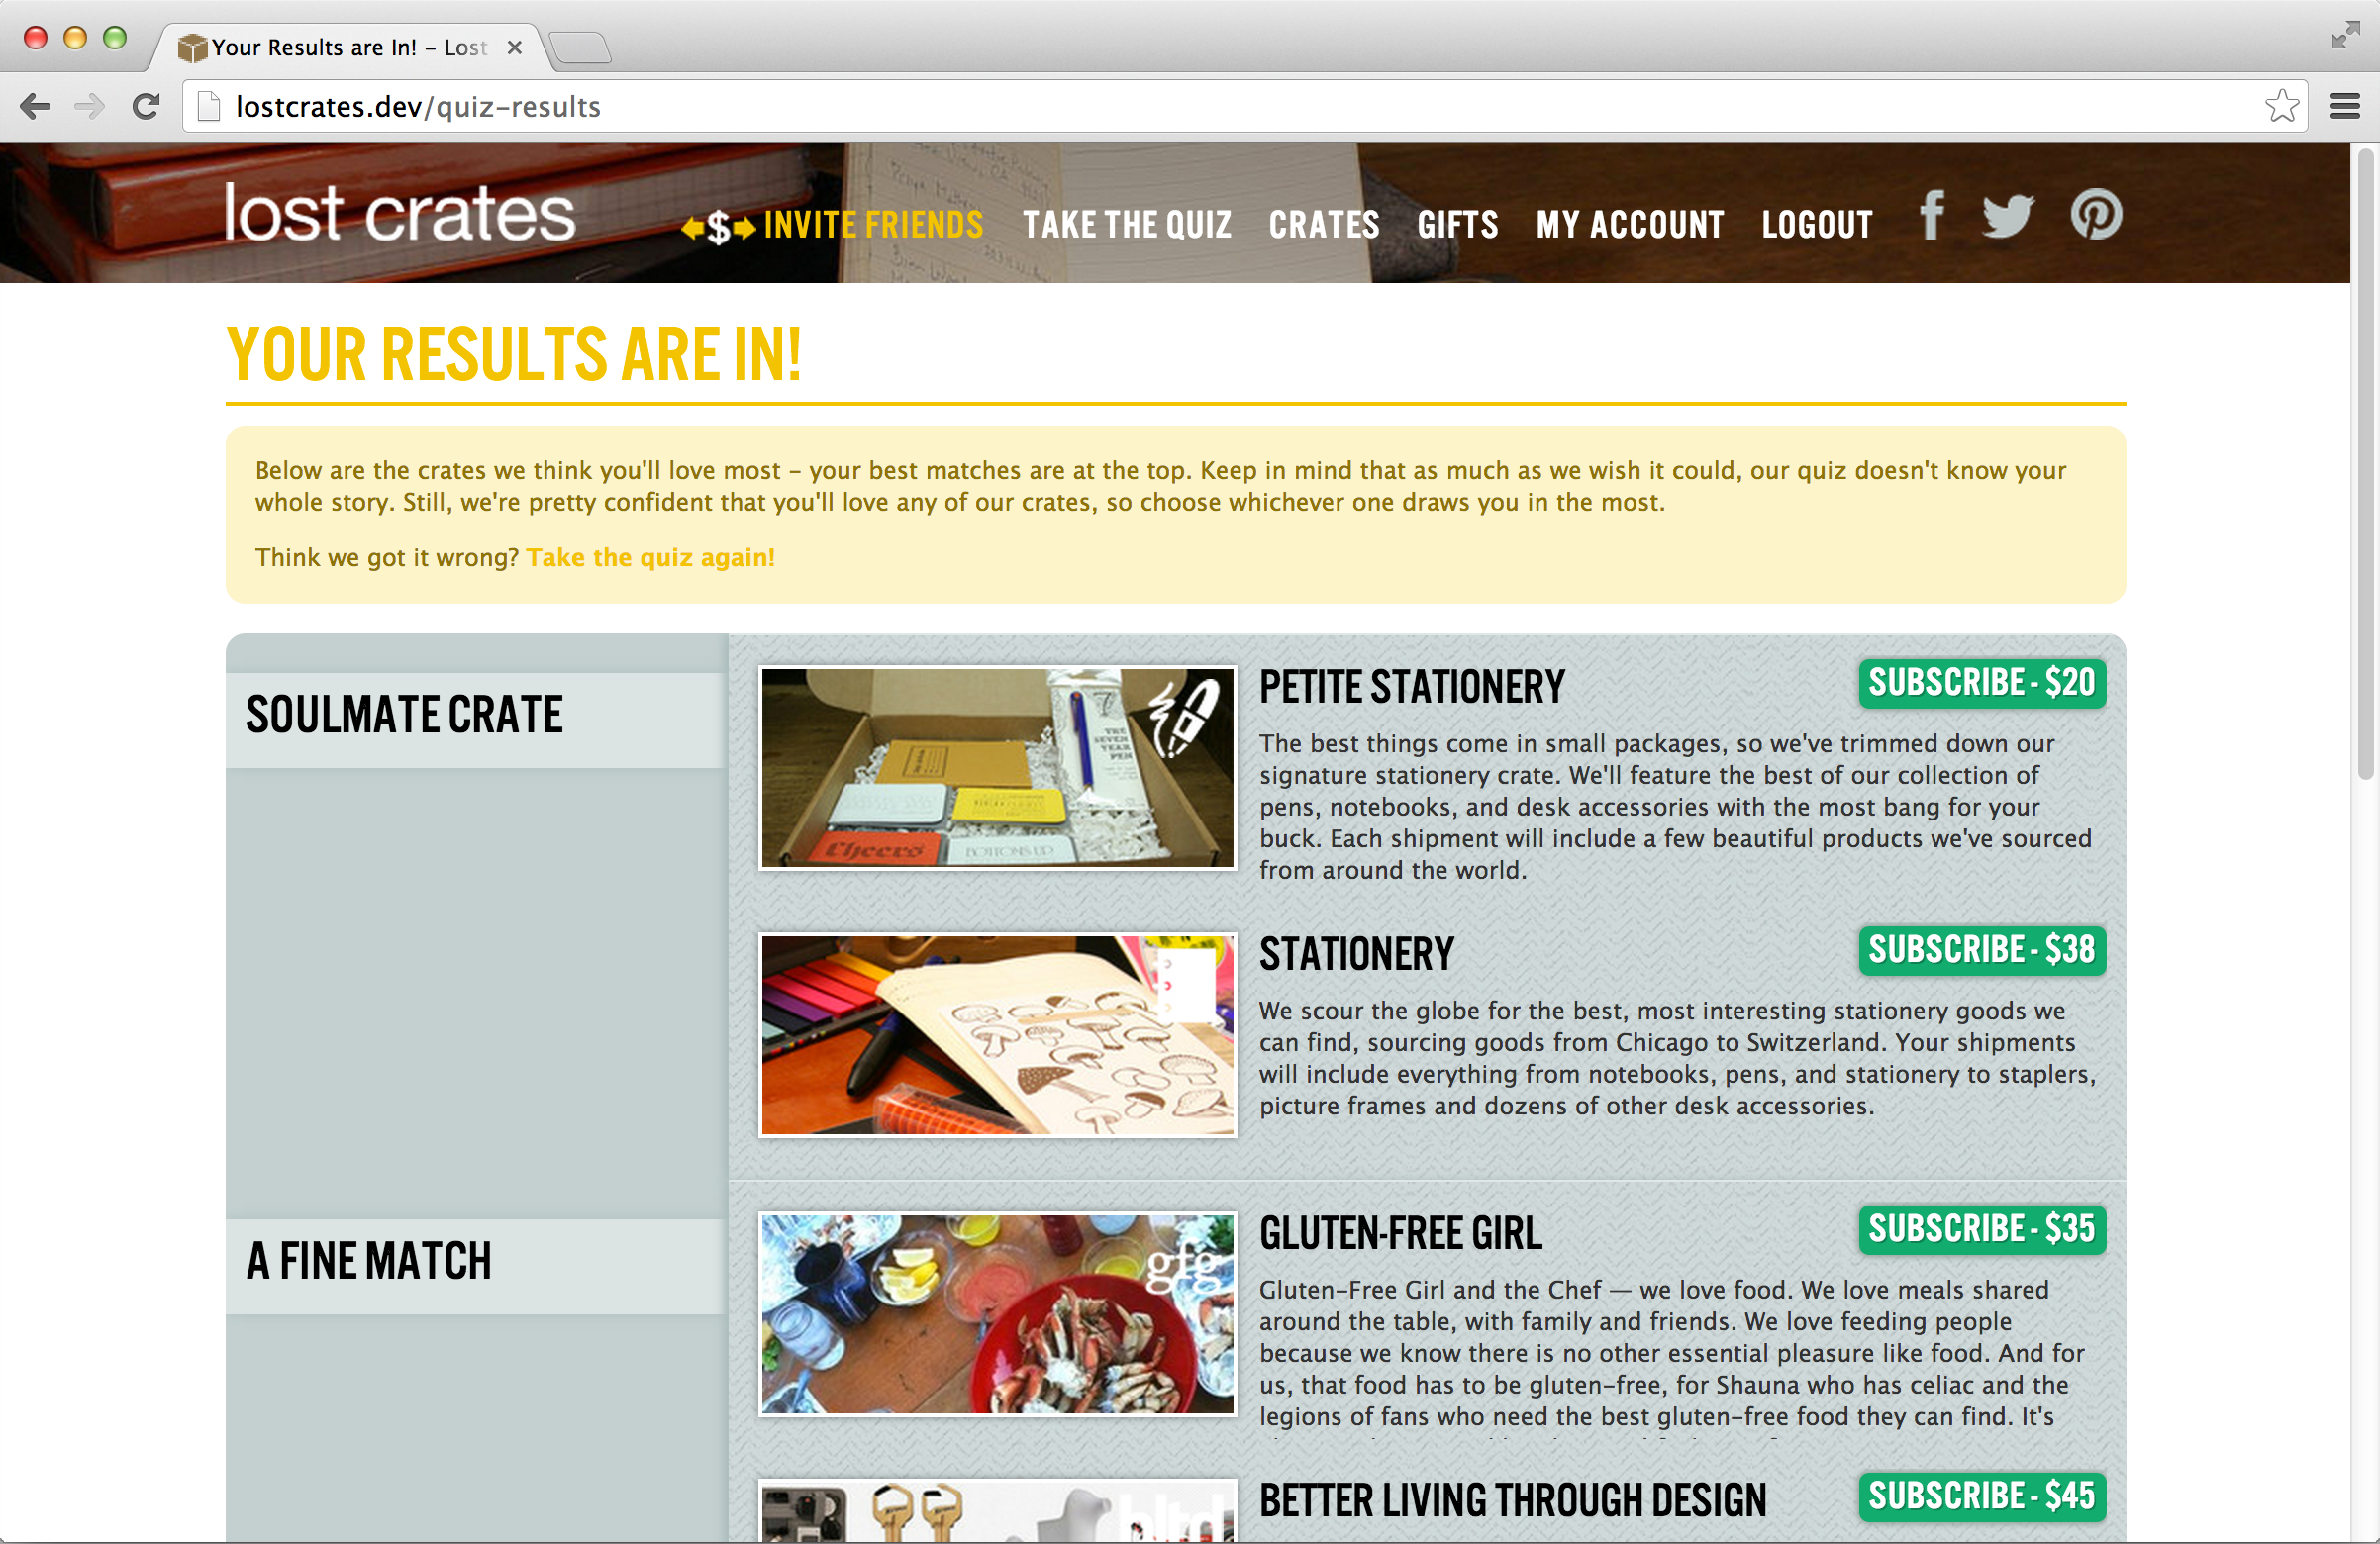 Your Results are In! – Lost
lostcrates.dev/quiz-results
lost crates
$ INVITE FRIENDS TAKE THE QUIZ CRATES GIFTS MY ACCOUNT LOGOUT
YOUR RESULTS ARE IN!
Below are the crates we think you'll love most – your best matches are at the top. Keep in mind that as much as we wish it could, our quiz doesn't know your
whole story. Still, we're pretty confident that you'll love any of our crates, so choose whichever one draws you in the most.
Think we got it wrong? Take the quiz again!
SOULMATE CRATE
THE
SEVEN
YEAR
PEN
Cheers
BOTTOMS UP
PETITE STATIONERY
SUBSCRIBE - $20
The best things come in small packages, so we've trimmed down our
signature stationery crate. We'll feature the best of our collection of
pens, notebooks, and desk accessories with the most bang for your
buck. Each shipment will include a few beautiful products we've sourced
from around the world.
STATIONERY
SUBSCRIBE - $38
We scour the globe for the best, most interesting stationery goods we
can find, sourcing goods from Chicago to Switzerland. Your shipments
will include everything from notebooks, pens, and stationery to staplers,
picture frames and dozens of other desk accessories.
A FINE MATCH
gfg
GLUTEN-FREE GIRL
SUBSCRIBE - $35
Gluten-Free Girl and the Chef — we love food. We love meals shared
around the table, with family and friends. We love feeding people
because we know there is no other essential pleasure like food. And for
us, that food has to be gluten-free, for Shauna who has celiac and the
legions of fans who need the best gluten-free food they can find. It's
bltd
BETTER LIVING THROUGH DESIGN
SUBSCRIBE - $45